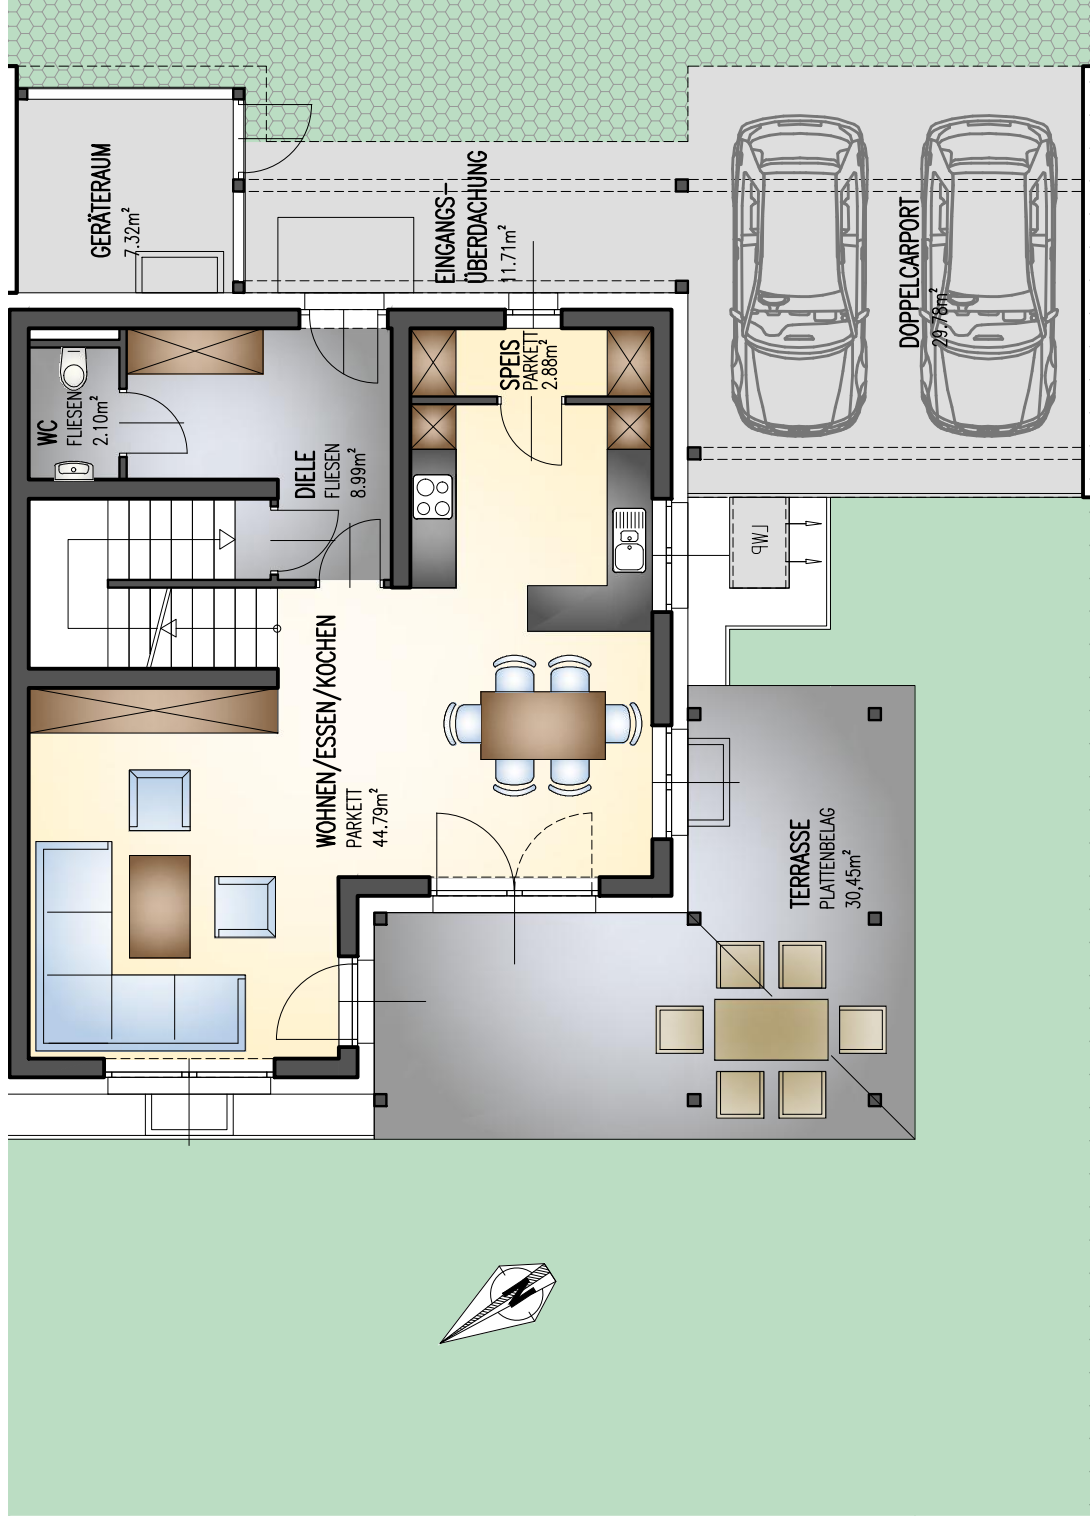 GERÄTERAUM
7.32m²
EINGANGS-
ÜBERDACHUNG
11.71m²
DOPPELCARPORT
29.78m²
WC
FLIESEN
2.10m²
DIELE
FLIESEN
8.99m²
SPEIS
PARKETT
2.88m²
LWP
WOHNEN/ESSEN/KOCHEN
PARKETT
44.79m²
TERRASSE
PLATTENBELAG
30,45m²
N